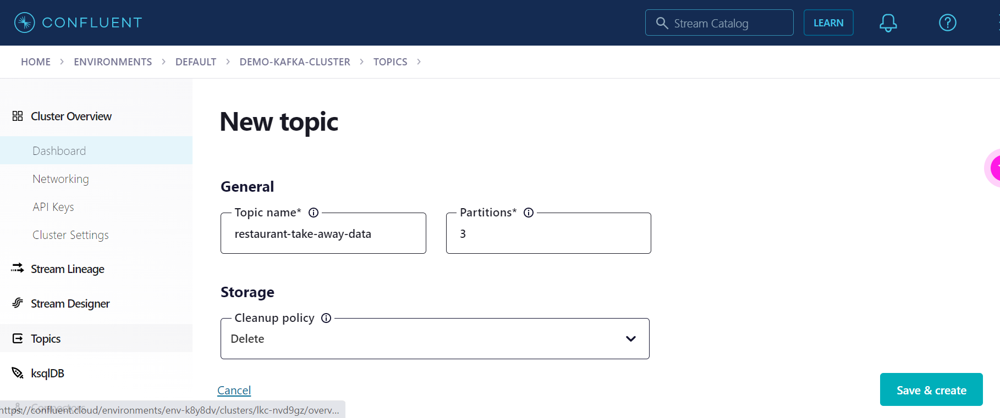 CONFLUENT
Stream Catalog
LEARN
HOME > ENVIRONMENTS > DEFAULT > DEMO-KAFKA-CLUSTER > TOPICS >
Cluster Overview
Dashboard
Networking
API Keys
Cluster Settings
Stream Lineage
Stream Designer
Topics
ksqlDB
Connectors
https://confluent.cloud/environments/env-k8y8dv/clusters/lkc-nvd9gz/overv...
New topic
General
Topic name*
restaurant-take-away-data
Partitions*
3
Storage
Cleanup policy
Delete
Cancel
Save & create